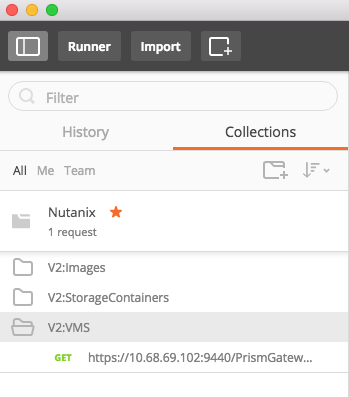 Runner Import
Filter
History Collections
All Me Team
Nutanix
1 request
V2:Images
V2:StorageContainers
V2:VMS
GET https://10.68.69.102:9440/PrismGatew...